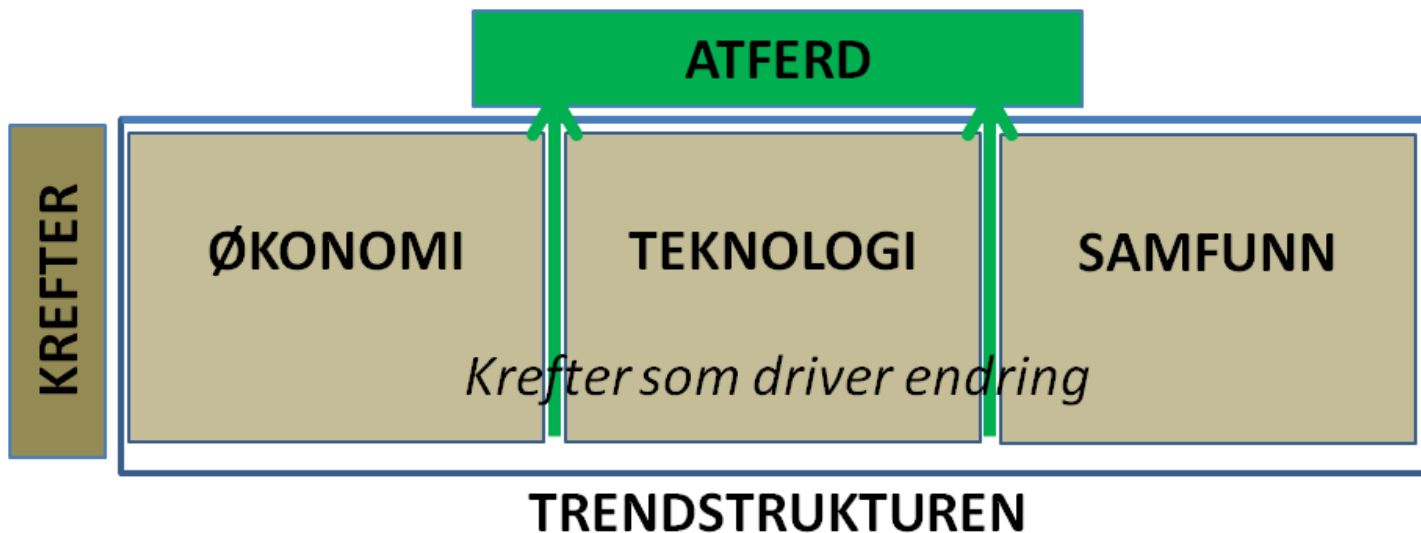 ATFERD
KREFTER
ØKONOMI
TEKNOLOGI
SAMFUNN
Krefter som driver endring
TRENDSTRUKTUREN